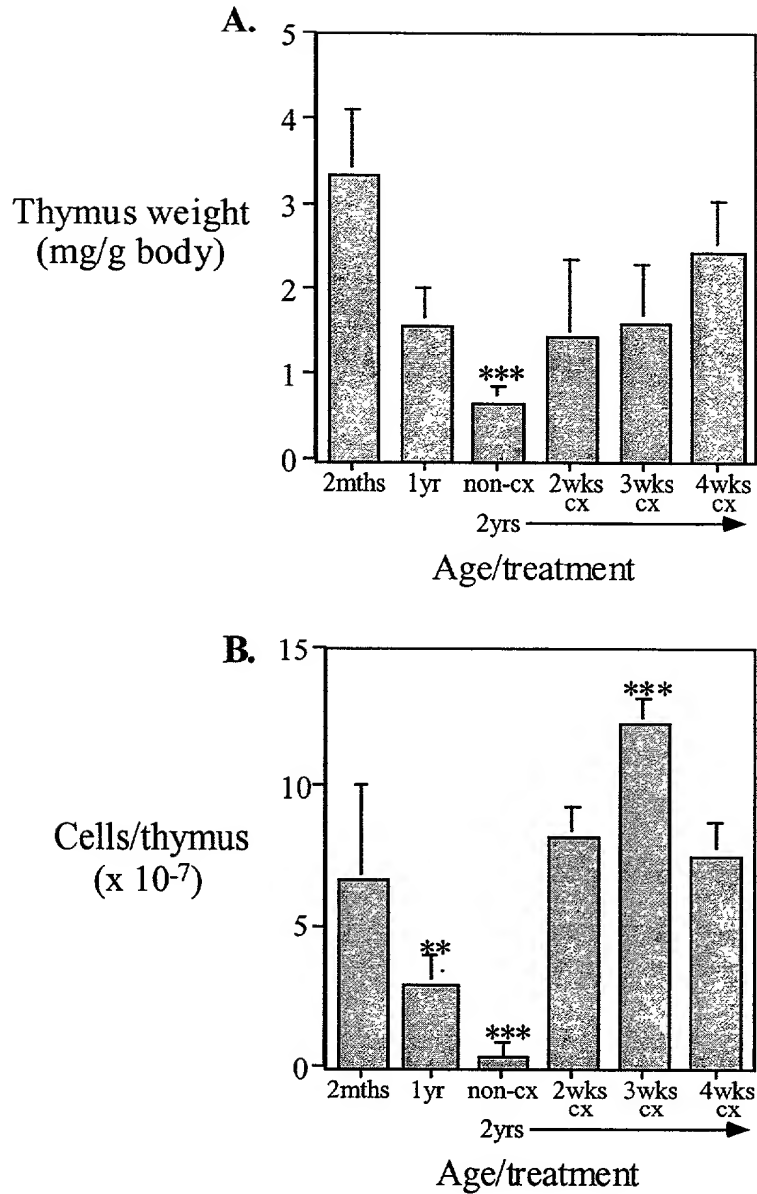 A.
Thymus weight
(mg/g body)
5
4
3
2
1
0
***
2mths 1yr non-cx 2wks cx 3wks cx 4wks cx
2yrs
Age/treatment
B.
Cells/thymus
(x 10-7)
15
10
5
0
** *** ***
2mths 1yr non-cx 2wks cx 3wks cx 4wks cx
2yrs
Age/treatment